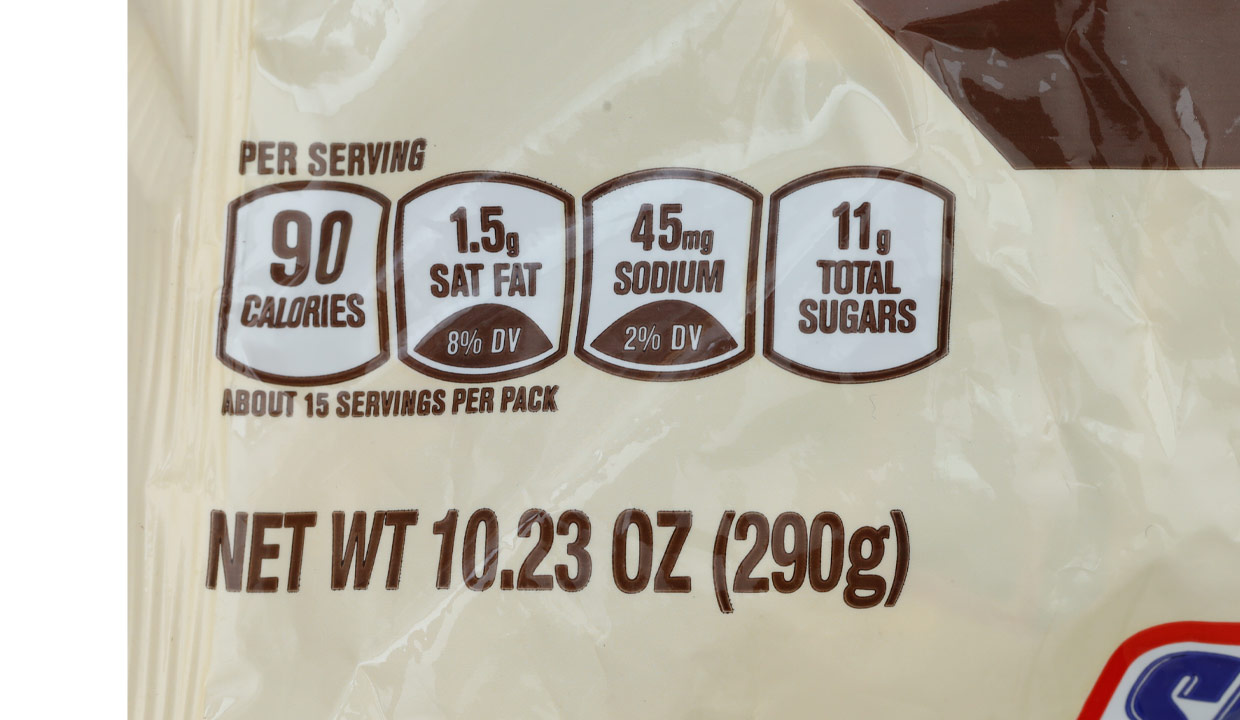 PER SERVING
90
CALORIES
1.5g
SAT FAT
8% DV
45mg
SODIUM
2% DV
11g
TOTAL
SUGARS
ABOUT 15 SERVINGS PER PACK
NET WT 10.23 OZ (290g)